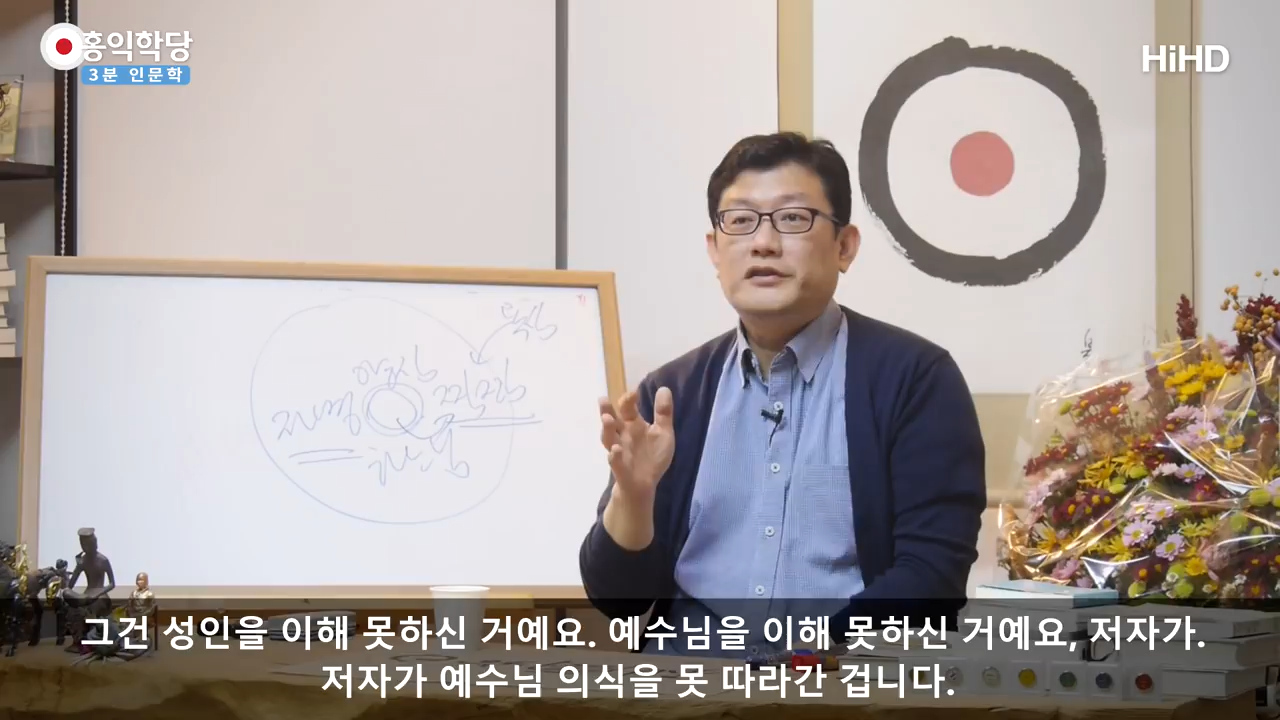 홍익학당
3분 인문학
HiHD
양심
그건 성인을 이해 못하신 거예요. 예수님을 이해 못하신 거예요, 저자가.
저자가 예수님 의식을 못 따라간 겁니다.